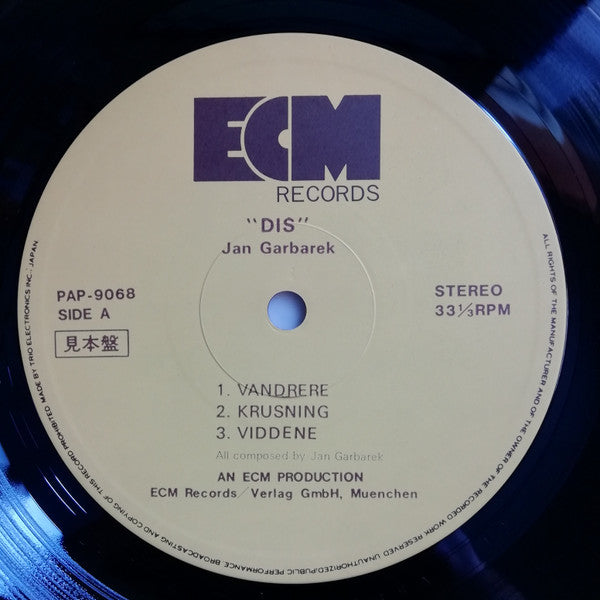 ECM
RECORDS
"DIS"
Jan Garbarek
PAP-9068
SIDE A
見本盤
STEREO
33⅓RPM
1. VANDRERE
2. KRUSNING
3. VIDDENE
All composed by Jan Garbarek
AN ECM PRODUCTION
ECM Records/Verlag GmbH, Muenchen
ALL RIGHTS OF THE MANUFACTURER AND OF THE OWNER OF THE RECORDED WORK RESERVED UNAUTHORIZED/PUBLIC PERFORMANCE BROADCASTING AND COPYING OF THIS RECORD PROHIBITED MADE BY TRIO ELECTRONICS INC., JAPAN